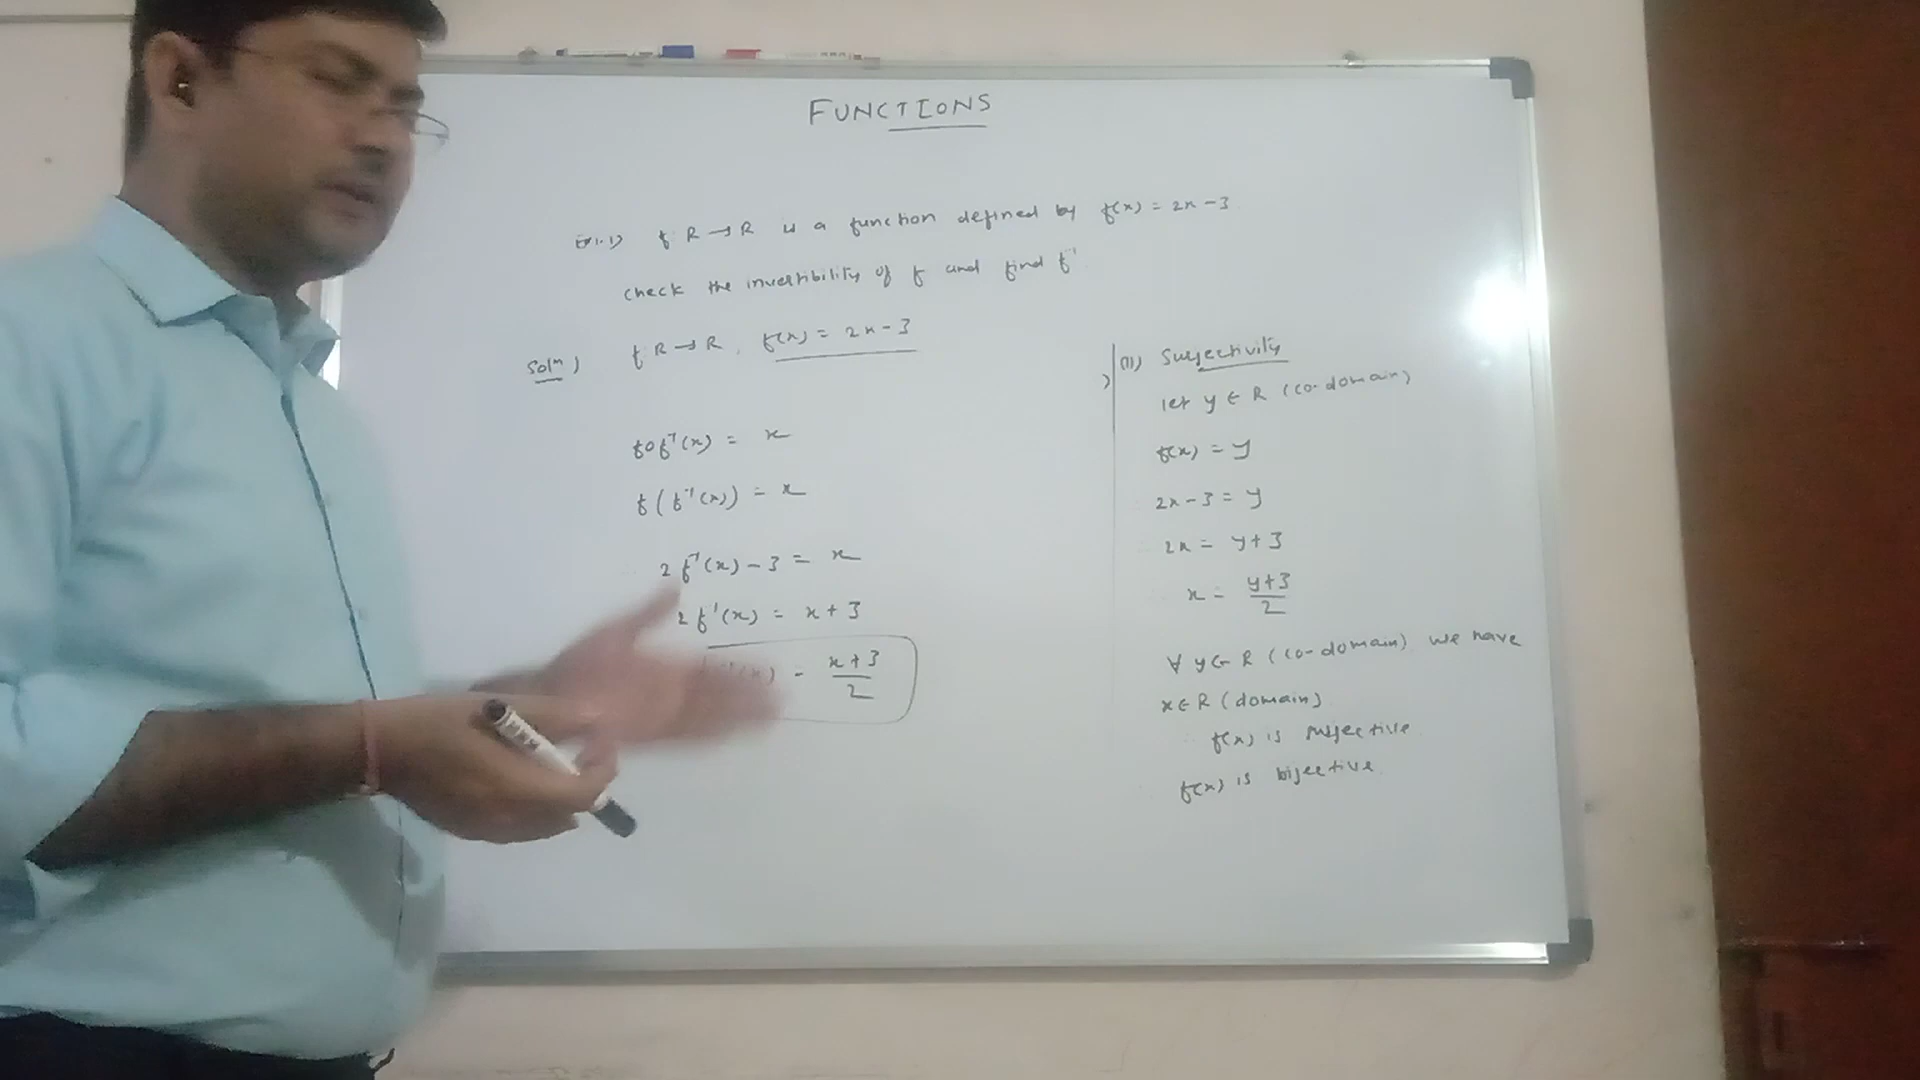 FUNCTIONS
f: R → R is a function defined by f(x) = 2x - 3
check the invertibility of f and find f⁻¹
Solⁿ) f: R → R, f(x) = 2x - 3
fof⁻¹(x) = x
f(f⁻¹(x)) = x
2f⁻¹(x) - 3 = x
2f⁻¹(x) = x + 3
(x) = x+3/2
(II) Surjectivity
let y ∈ R (co-domain)
f(x) = y
2x - 3 = y
2x = y + 3
x = y+3/2
∀ y ∈ R (co-domain) we have
x ∈ R (domain)
f(x) is surjective
f(x) is bijective